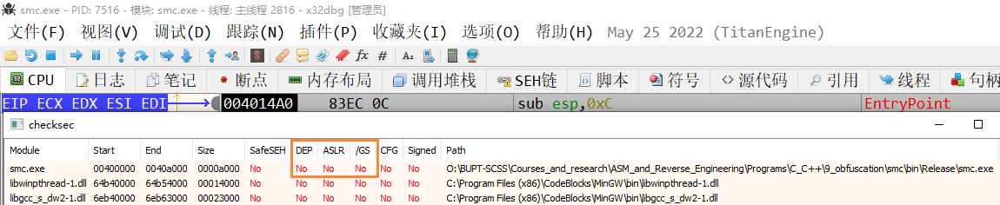 smc.exe - PID: 7516 - 模块: smc.exe - 线程: 主线程 2816 - x32dbg [管理员]
文件(F) 视图(V) 调试(D) 跟踪(N) 插件(P) 收藏夹(I) 选项(O) 帮助(H) May 25 2022 (TitanEngine)
CPU 日志 笔记 断点 内存布局 调用堆栈 SEH链 脚本 符号 源代码 引用 线程 句柄
EIP ECX EDX ESI EDI 004014A0 83EC 0C sub esp,0xC EntryPoint
checksec
Module Start End Size SafeSEH DEP ASLR /GS CFG Signed Path
smc.exe 00400000 0040a000 0000a000 No No No No No No O:\BUPT-SCSS\Courses_and_research\ASM_and_Reverse_Engineering\Programs\C_C++\9_obfuscation\smc\bin\Release\smc.exe
libwinpthread-1.dll 64b40000 64b54000 00014000 No No No No No No C:\Program Files (x86)\CodeBlocks\MinGW\bin\libwinpthread-1.dll
libgcc_s_dw2-1.dll 6eb40000 6eb63000 00023000 No No No No No No C:\Program Files (x86)\CodeBlocks\MinGW\bin\libgcc_s_dw2-1.dll